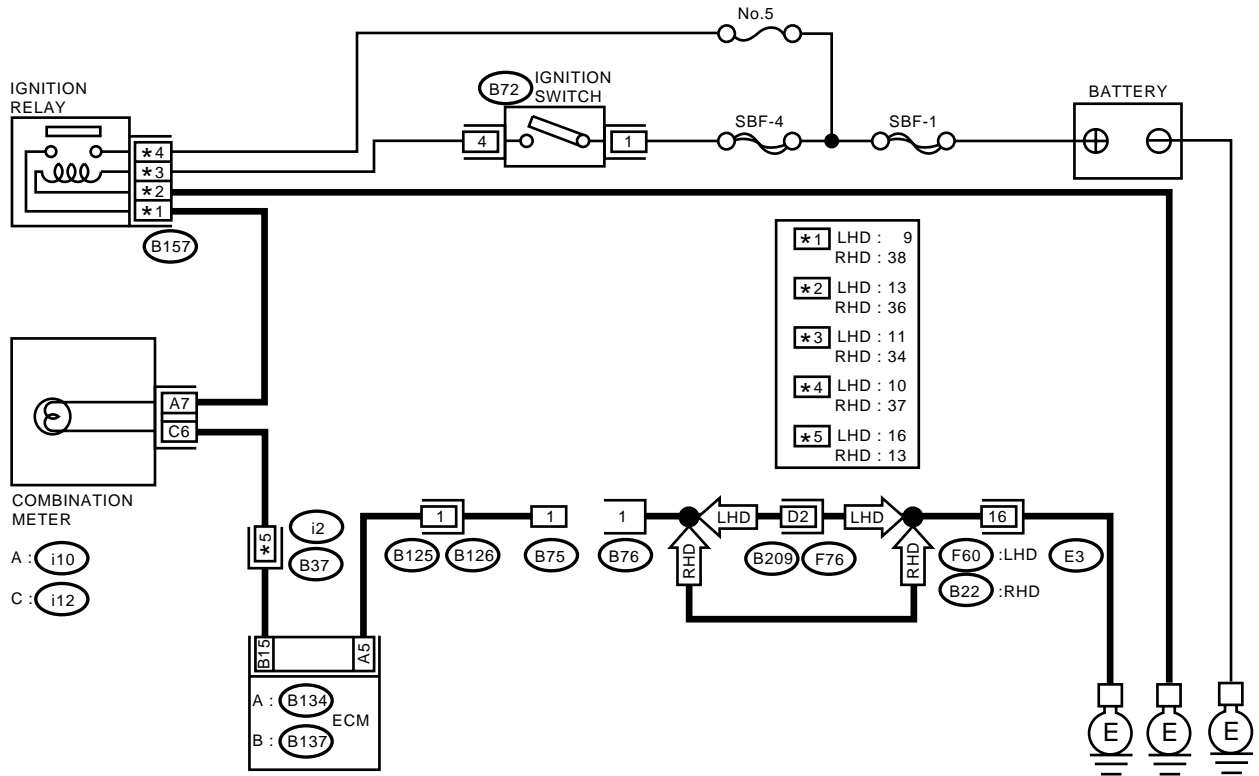 No.5
IGNITION
RELAY
B72
IGNITION
SWITCH
BATTERY
SBF-4
SBF-1
4
1
*4
*3
*2
*1
B157
*1 LHD : 9
RHD : 38
*2 LHD : 13
RHD : 36
*3 LHD : 11
RHD : 34
*4 LHD : 10
RHD : 37
*5 LHD : 16
RHD : 13
A7
C6
COMBINATION
METER
A : i10
C : i12
*5
i2
B37
1
B125
B126
1
B75
1
B76
LHD
D2
LHD
RHD
RHD
B209
F76
16
F60 :LHD
B22 :RHD
E3
B15
A5
A : B134
ECM
B : B137
E
E
E